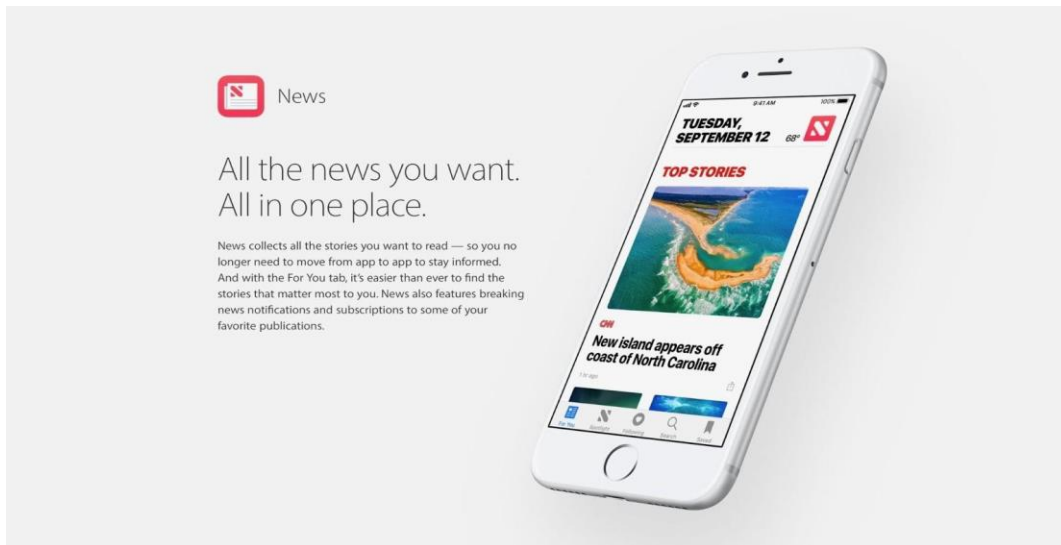 News
All the news you want.
All in one place.
News collects all the stories you want to read — so you no
longer need to move from app to app to stay informed.
And with the For You tab, it's easier than ever to find the
stories that matter most to you. News also features breaking
news notifications and subscriptions to some of your
favorite publications.
9:41 AM
100%
TUESDAY,
SEPTEMBER 12
68°
TOP STORIES
CNN
New island appears off
coast of North Carolina
1 hr ago
For You
Spotlight
Following
Search
Saved